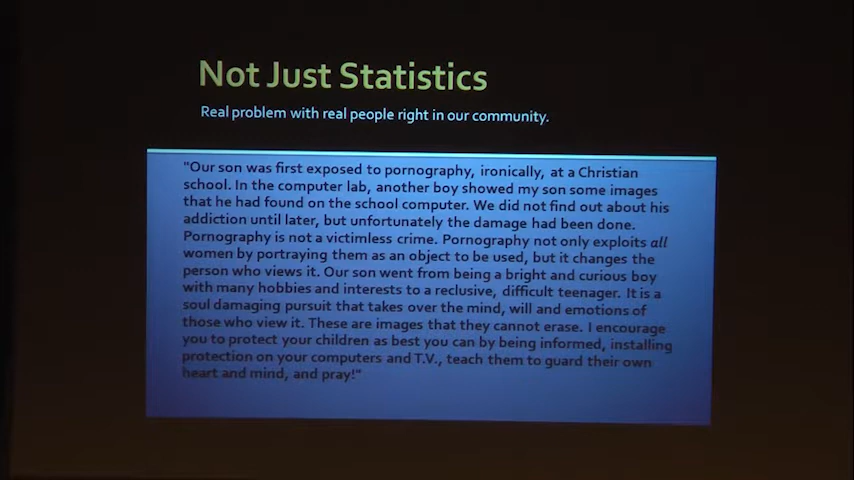 Not Just Statistics
Real problem with real people right in our community.
"Our son was first exposed to pornography, ironically, at a Christian
school. In the computer lab, another boy showed my son some images
that he had found on the school computer. We did not find out about his
addiction until later, but unfortunately the damage had been done.
Pornography is not a victimless crime. Pornography not only exploits all
women by portraying them as an object to be used, but it changes the
person who views it. Our son went from being a bright and curious boy
with many hobbies and interests to a reclusive, difficult teenager. It is a
soul damaging pursuit that takes over the mind, will and emotions of
those who view it. These are images that they cannot erase. I encourage
you to protect your children as best you can by being informed, installing
protection on your computers and T.V., teach them to guard their own
heart and mind, and pray!"